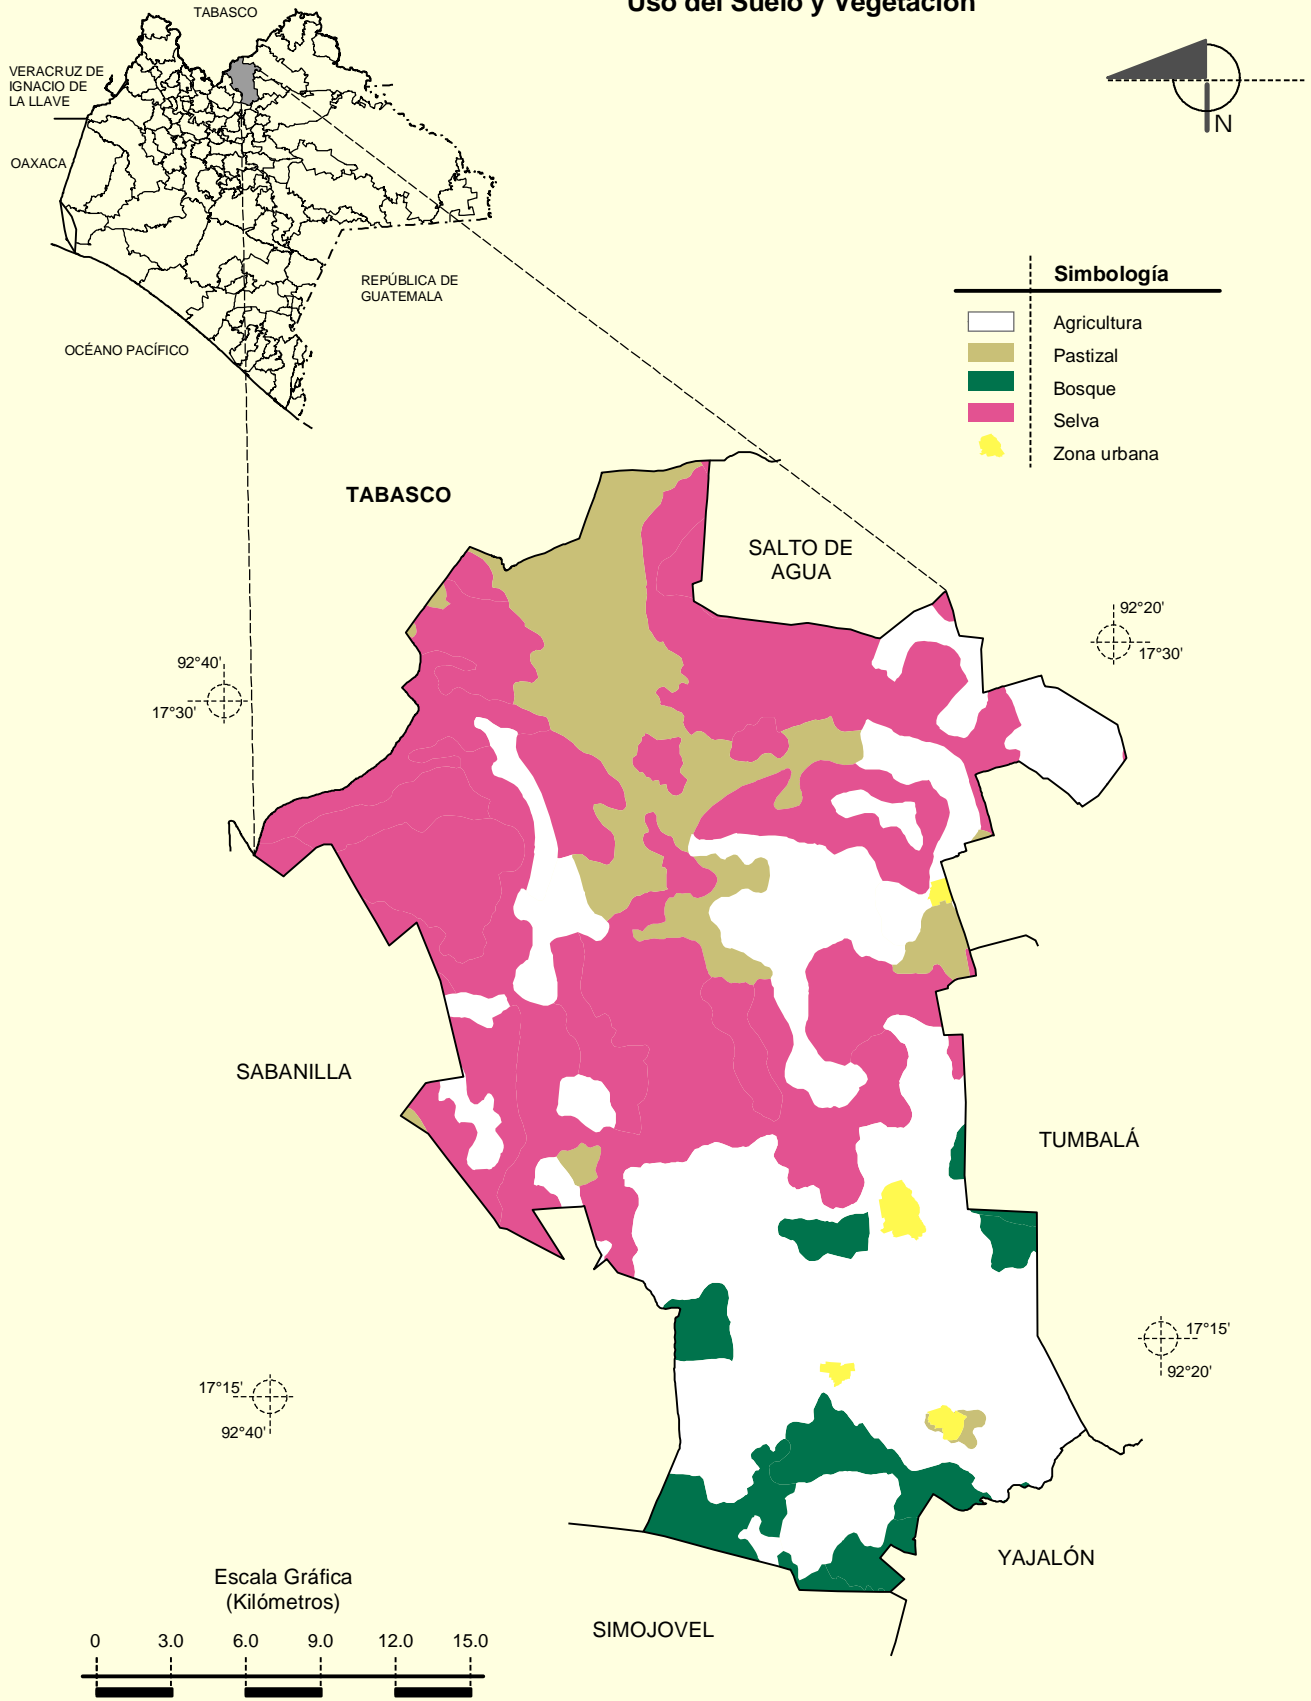 Uso del Suelo y Vegetación
TABASCO
VERACRUZ DE
IGNACIO DE
LA LLAVE
OAXACA
REPÚBLICA DE
GUATEMALA
OCÉANO PACÍFICO
N
Simbología
Agricultura
Pastizal
Bosque
Selva
Zona urbana
TABASCO
SALTO DE
AGUA
92°20'
17°30'
92°40'
17°30'
SABANILLA
TUMBALÁ
17°15'
92°20'
17°15'
92°40'
YAJALÓN
SIMOJOVEL
Escala Gráfica
(Kilómetros)
0 3.0 6.0 9.0 12.0 15.0